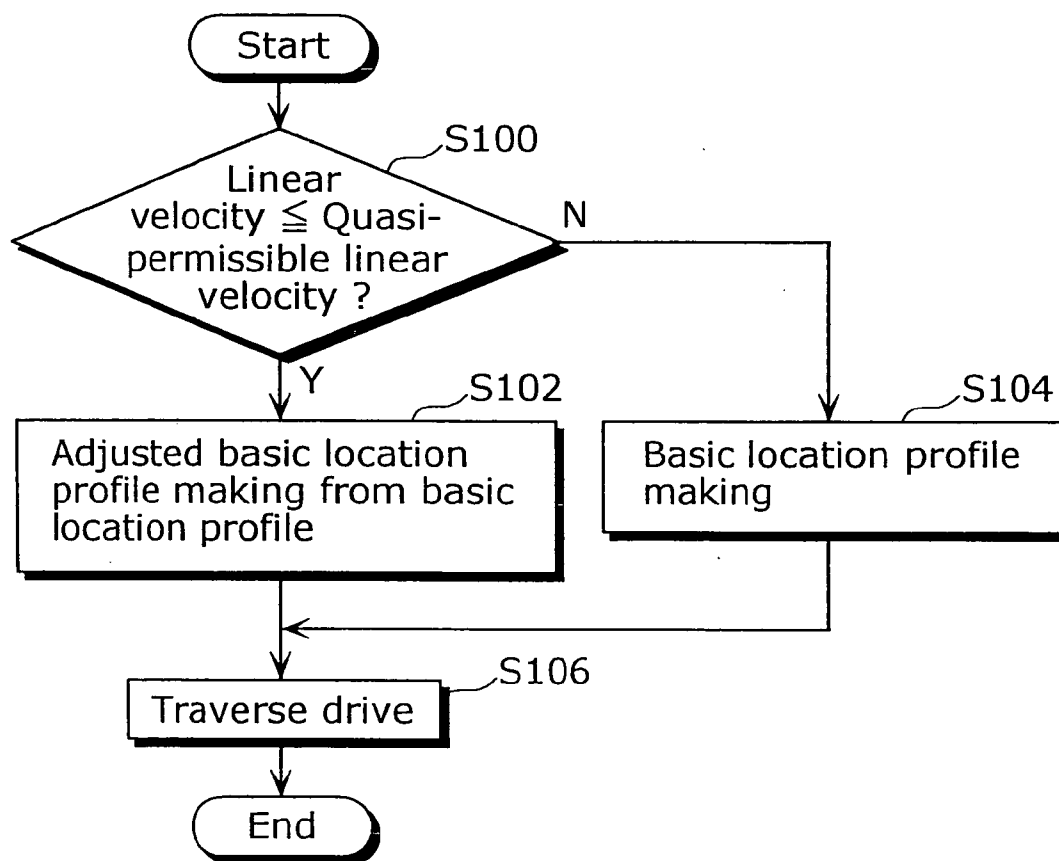 Start
S100
Linear
velocity ≦ Quasi-
permissible linear
velocity ?
N
Y
S102
Adjusted basic location
profile making from basic
location profile
S104
Basic location profile
making
S106
Traverse drive
End